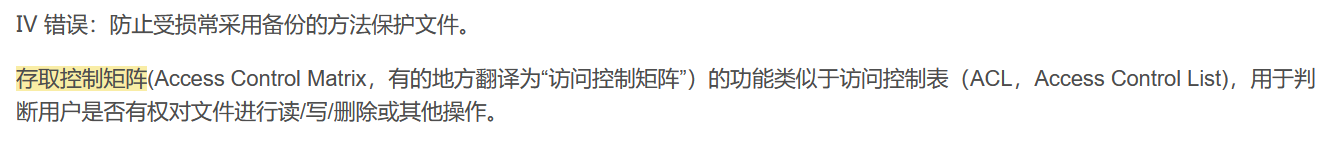 IV 错误：防止受损常采用备份的方法保护文件。
存取控制矩阵(Access Control Matrix，有的地方翻译为“访问控制矩阵”）的功能类似于访问控制表（ACL，Access Control List)，用于判
断用户是否有权对文件进行读/写/删除或其他操作。